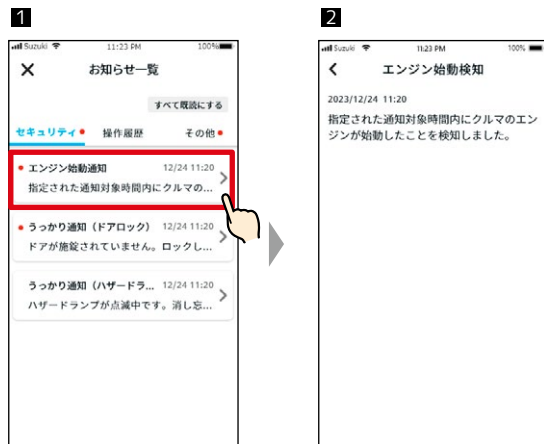 1
Suzuki 11:23 PM 100%
お知らせ一覧
すべて既読にする
セキュリティ 操作履歴 その他
エンジン始動通知 12/24 11:20
指定された通知対象時間内にクルマの...
うっかり通知（ドアロック） 12/24 11:20
ドアが施錠されていません。ロックし...
うっかり通知（ハザードラ... 12/24 11:20
ハザードランプが点滅中です。消し忘...
2
Suzuki 11:23 PM 100%
エンジン始動検知
2023/12/24 11:20
指定された通知対象時間内にクルマのエン
ジンが始動したことを検知しました。